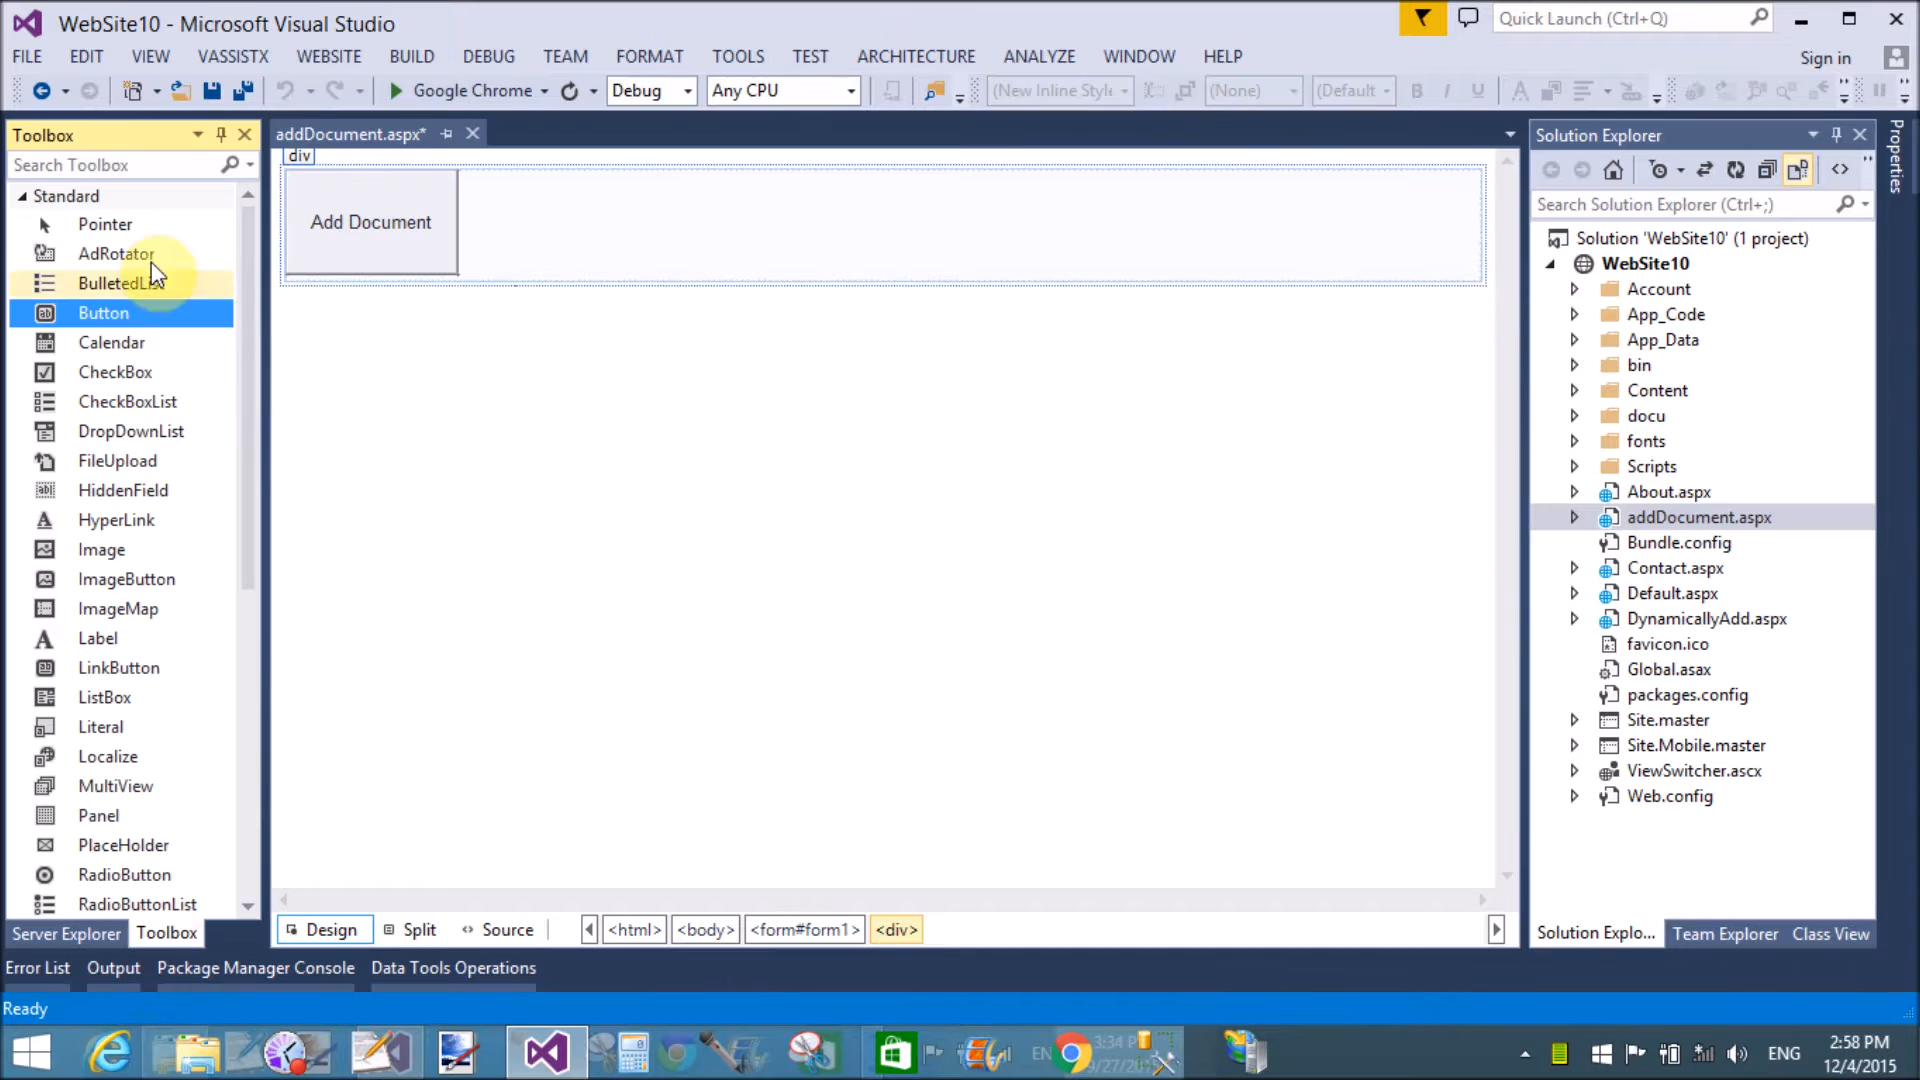 WebSite10 - Microsoft Visual Studio
Quick Launch (Ctrl+Q)
FILE EDIT VIEW VASSISTX WEBSITE BUILD DEBUG TEAM FORMAT TOOLS TEST ARCHITECTURE ANALYZE WINDOW HELP
Sign in
Google Chrome Debug Any CPU (New Inline Style (None) (Default B I U A
Toolbox
Search Toolbox
Standard
Pointer
AdRotator
BulletedList
Button
Calendar
CheckBox
CheckBoxList
DropDownList
FileUpload
HiddenField
HyperLink
Image
ImageButton
ImageMap
Label
LinkButton
ListBox
Literal
Localize
MultiView
Panel
PlaceHolder
RadioButton
RadioButtonList
Server Explorer Toolbox
addDocument.aspx*
div
Add Document
Design Split Source <html> <body> <form#form1> <div>
Solution Explorer
Search Solution Explorer (Ctrl+;)
Solution 'WebSite10' (1 project)
WebSite10
Account
App_Code
App_Data
bin
Content
docu
fonts
Scripts
About.aspx
addDocument.aspx
Bundle.config
Contact.aspx
Default.aspx
DynamicallyAdd.aspx
favicon.ico
Global.asax
packages.config
Site.master
Site.Mobile.master
ViewSwitcher.ascx
Web.config
Solution Explo... Team Explorer Class View
Properties
Error List Output Package Manager Console Data Tools Operations
Ready
EN
3:34 P
ENG
2:58 PM
12/4/2015